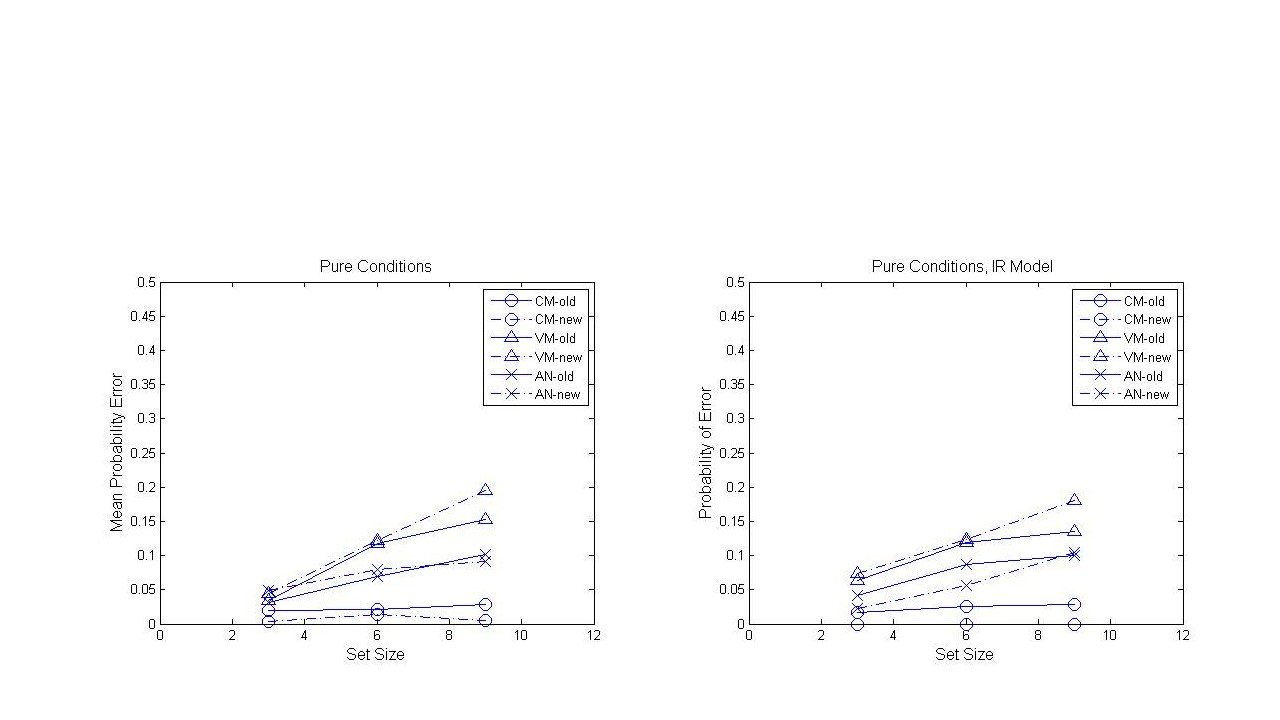 Pure Conditions
0.5
0.45
0.4
0.35
0.3
0.25
0.2
0.15
0.1
0.05
0
Mean Probability Error
CM-old
CM-new
VM-old
VM-new
AN-old
AN-new
0 2 4 6 8 10 12
Set Size
Pure Conditions, IR Model
0.5
0.45
0.4
0.35
0.3
0.25
0.2
0.15
0.1
0.05
0
Probability of Error
CM-old
CM-new
VM-old
VM-new
AN-old
AN-new
0 2 4 6 8 10 12
Set Size